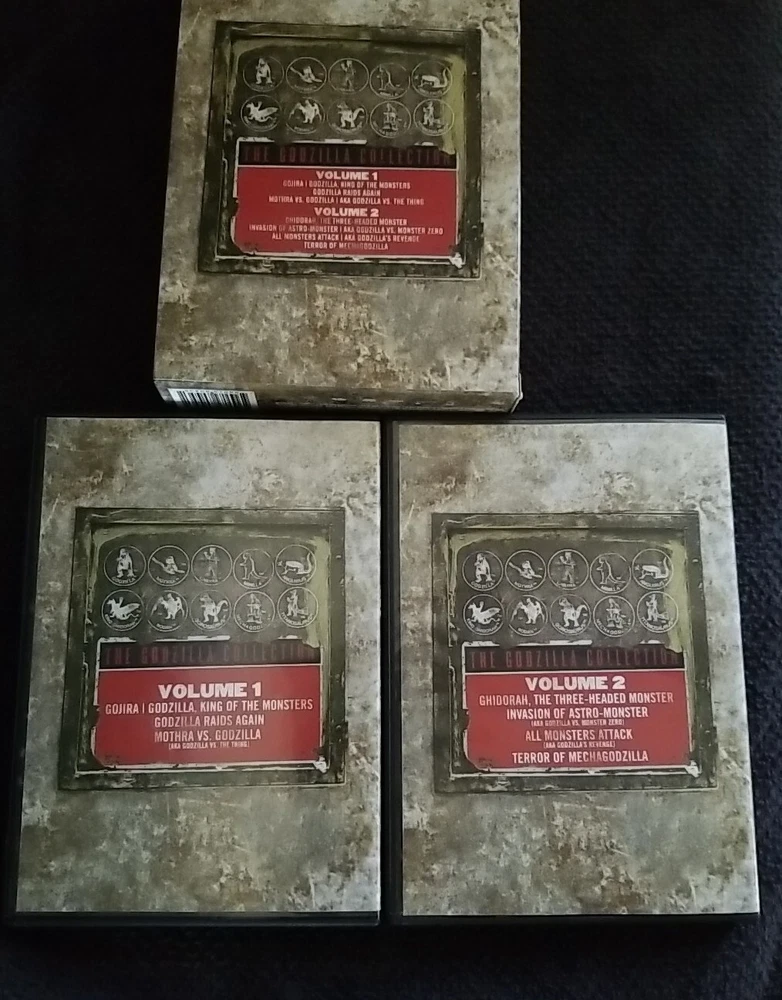 THE GODZILLA COLLECTION
VOLUME 1
GOJIRA | GODZILLA, KING OF THE MONSTERS
GODZILLA RAIDS AGAIN
MOTHRA VS. GODZILLA | AKA GODZILLA VS. THE THING
VOLUME 2
GHIDORAH, THE THREE-HEADED MONSTER
INVASION OF ASTRO-MONSTER | AKA GODZILLA VS. MONSTER ZERO
ALL MONSTERS ATTACK | AKA GODZILLA'S REVENGE
TERROR OF MECHAGODZILLA
GODZILLA
THE GODZILLA COLLECTION
VOLUME 1
GOJIRA | GODZILLA, KING OF THE MONSTERS
GODZILLA RAIDS AGAIN
MOTHRA VS. GODZILLA
(AKA GODZILLA VS. THE THING)
GODZILLA
THE GODZILLA COLLECTION
VOLUME 2
GHIDORAH, THE THREE-HEADED MONSTER
INVASION OF ASTRO-MONSTER
(AKA GODZILLA VS. MONSTER ZERO)
ALL MONSTERS ATTACK
(AKA GODZILLA'S REVENGE)
TERROR OF MECHAGODZILLA